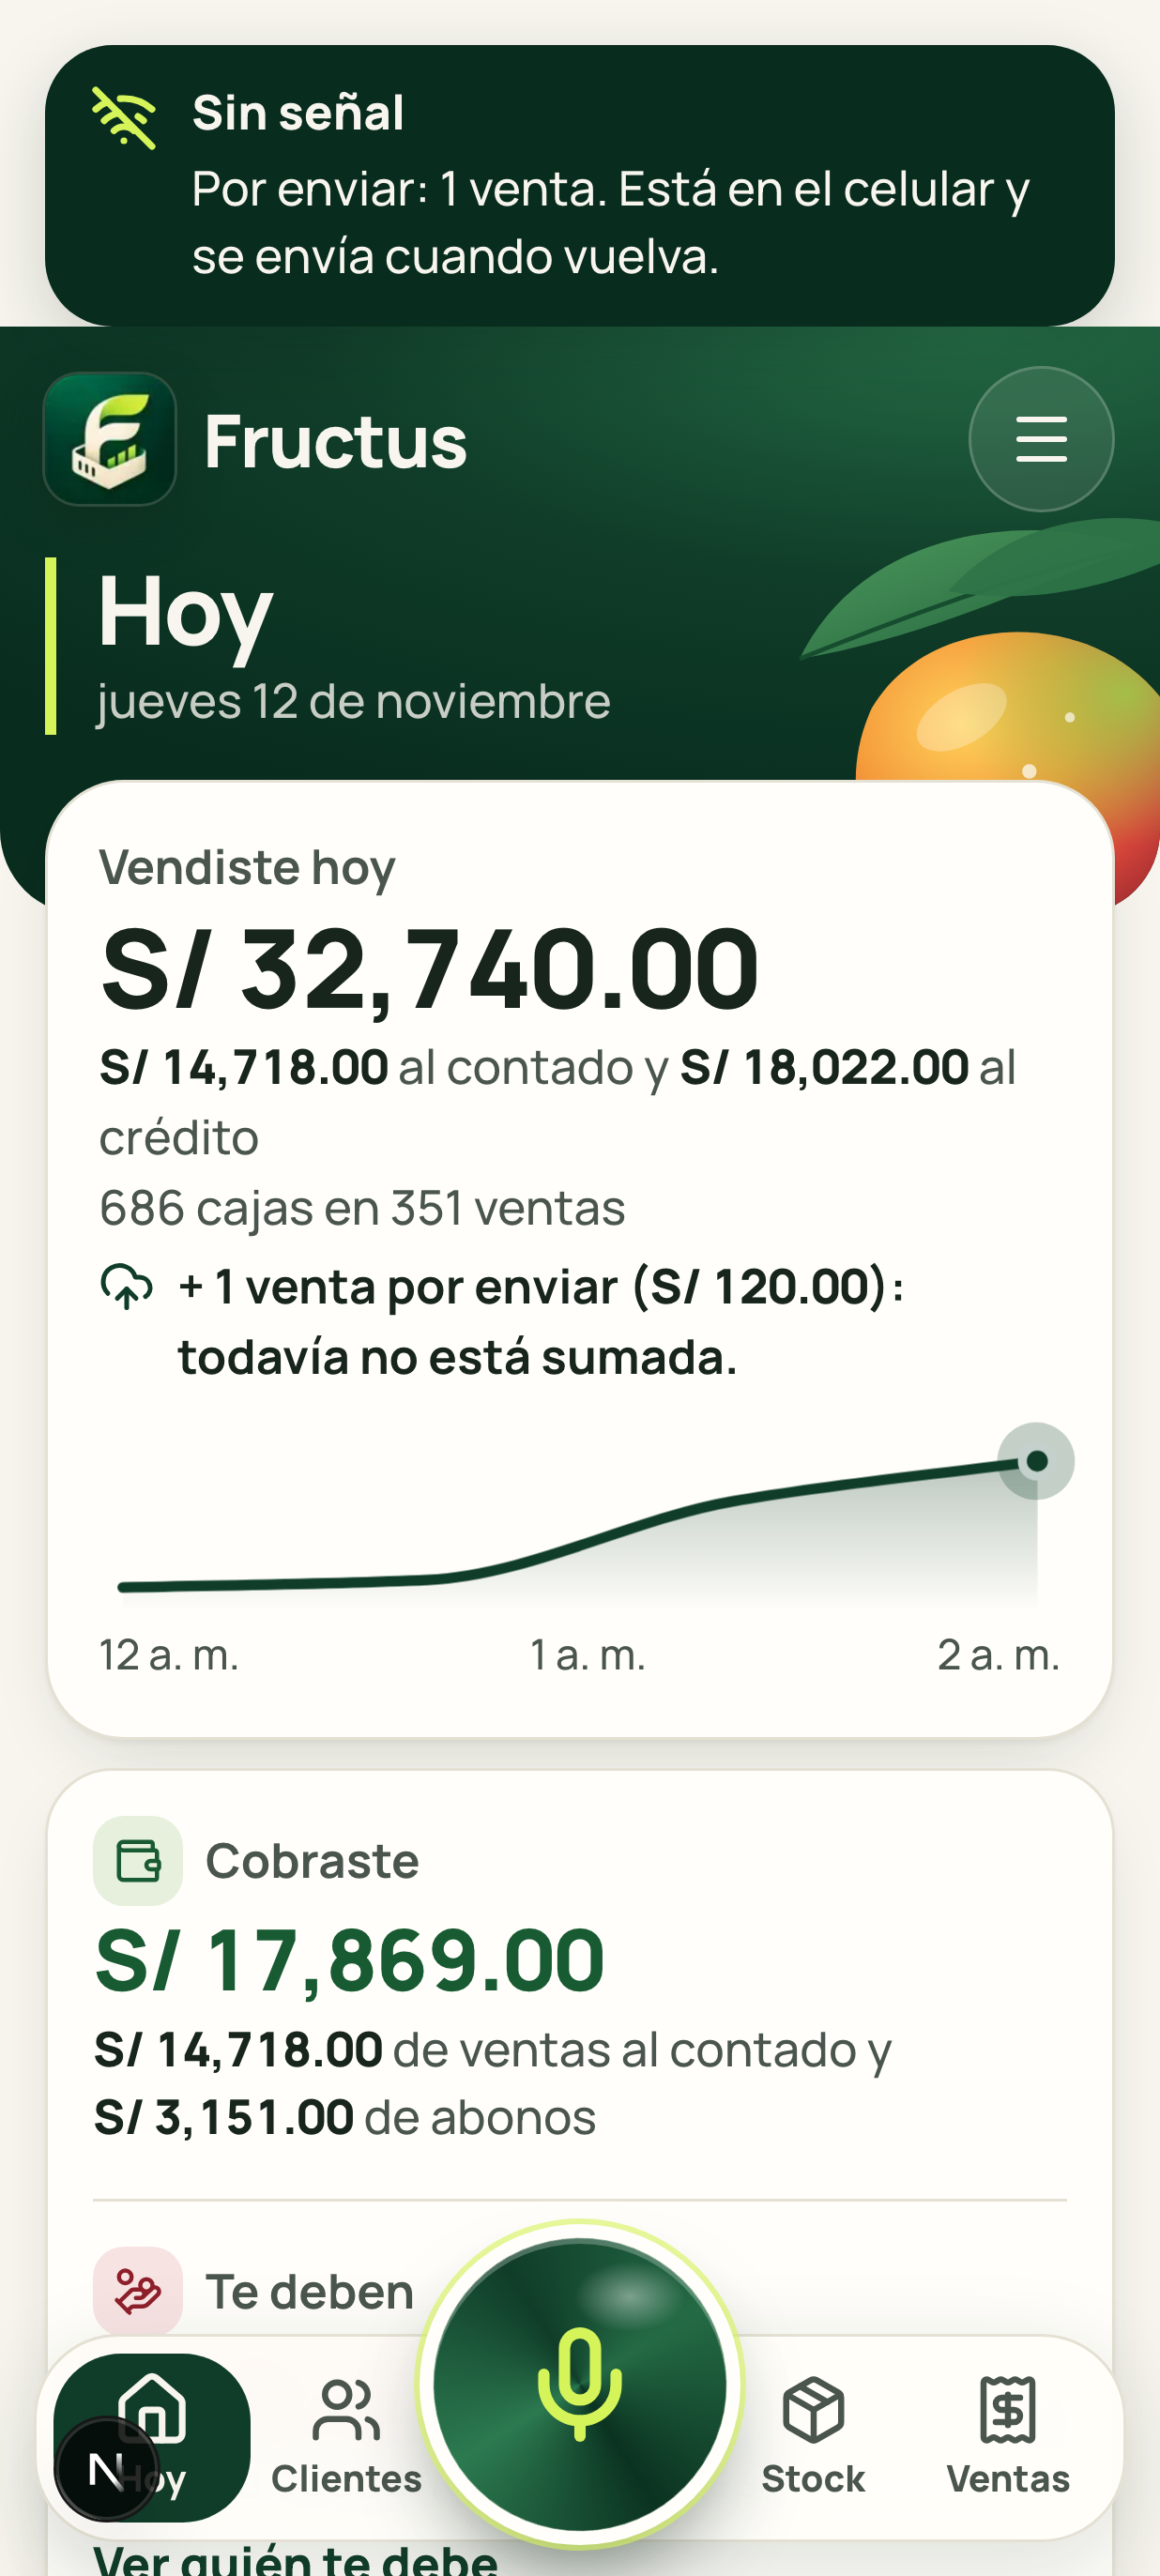 Sin señal
Por enviar: 1 venta. Está en el celular y
se envía cuando vuelva.
Fructus
Hoy
jueves 12 de noviembre
Vendiste hoy
S/ 32,740.00
S/ 14,718.00 al contado y S/ 18,022.00 al
crédito
686 cajas en 351 ventas
+ 1 venta por enviar (S/ 120.00):
todavía no está sumada.
12 a. m. 1 a. m. 2 a. m.
Cobraste
S/ 17,869.00
S/ 14,718.00 de ventas al contado y
S/ 3,151.00 de abonos
Te deben
N
Hoy Clientes Stock Ventas
Ver quién te debe